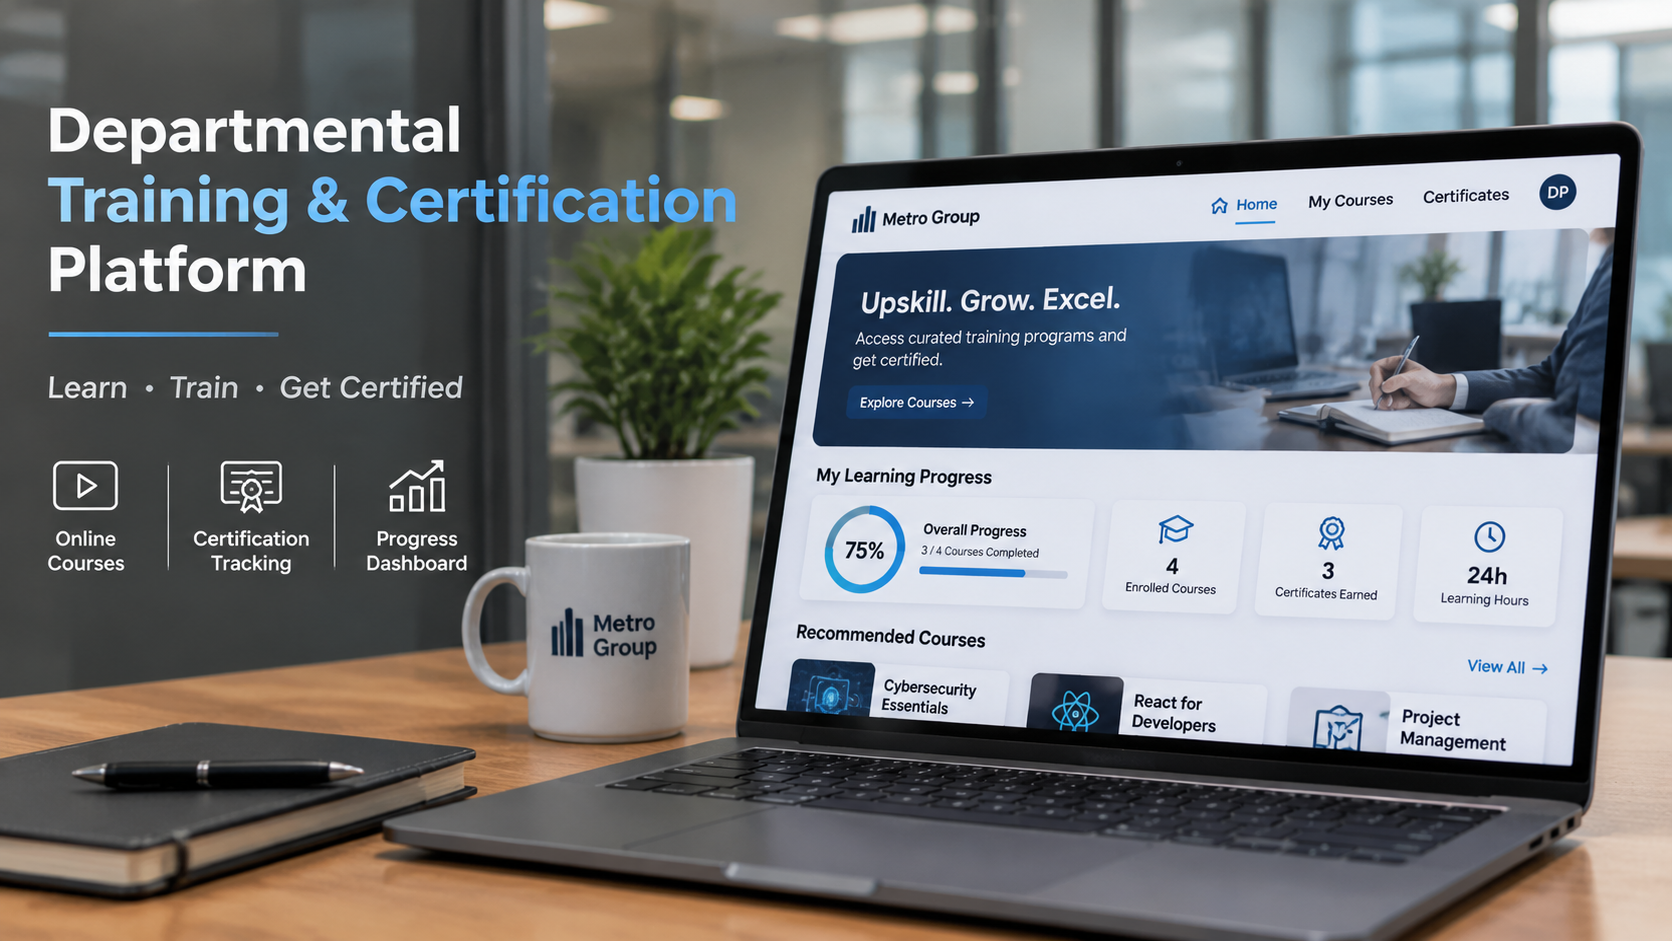 Departmental
Training & Certification
Platform
Learn • Train • Get Certified
Online
Courses
Certification
Tracking
Progress
Dashboard
Metro
Group
Metro Group
Home
My Courses
Certificates
DP
Upskill. Grow. Excel.
Access curated training programs and
get certified.
Explore Courses →
My Learning Progress
75%
Overall Progress
3 / 4 Courses Completed
4
Enrolled Courses
3
Certificates Earned
24h
Learning Hours
Recommended Courses
View All →
Cybersecurity
Essentials
React for
Developers
Project
Management